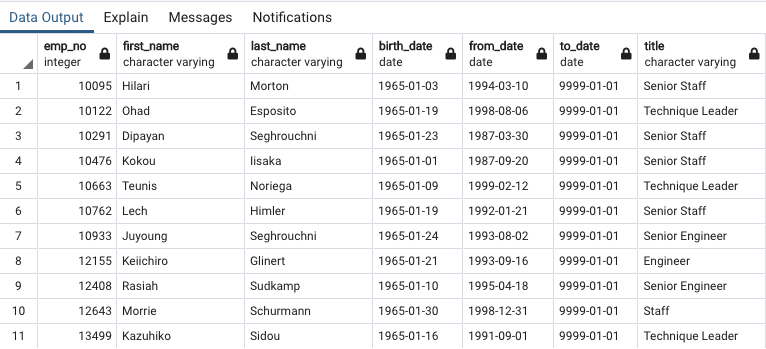 Data Output Explain Messages Notifications
emp_no first_name last_name birth_date from_date to_date title
integer character varying character varying date date date character varying
1 10095 Hilari Morton 1965-01-03 1994-03-10 9999-01-01 Senior Staff
2 10122 Ohad Esposito 1965-01-19 1998-08-06 9999-01-01 Technique Leader
3 10291 Dipayan Seghrouchni 1965-01-23 1987-03-30 9999-01-01 Senior Staff
4 10476 Kokou Iisaka 1965-01-01 1987-09-20 9999-01-01 Senior Staff
5 10663 Teunis Noriega 1965-01-09 1999-02-12 9999-01-01 Technique Leader
6 10762 Lech Himler 1965-01-19 1992-01-21 9999-01-01 Senior Staff
7 10933 Juyoung Seghrouchni 1965-01-24 1993-08-02 9999-01-01 Senior Engineer
8 12155 Keiichiro Glinert 1965-01-21 1993-09-16 9999-01-01 Engineer
9 12408 Rasiah Sudkamp 1965-01-10 1995-04-18 9999-01-01 Senior Engineer
10 12643 Morrie Schurmann 1965-01-30 1998-12-31 9999-01-01 Staff
11 13499 Kazuhiko Sidou 1965-01-16 1991-09-01 9999-01-01 Technique Leader